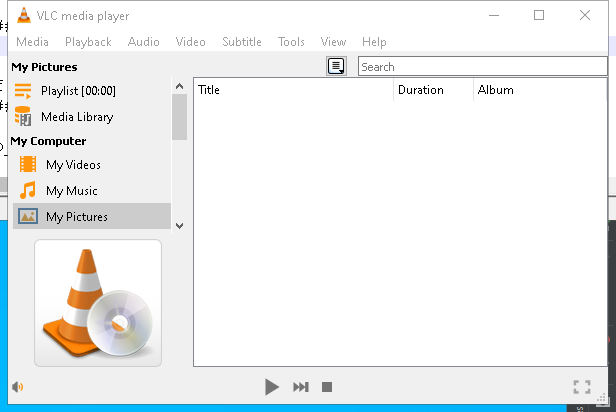 VLC media player
Media Playback Audio Video Subtitle Tools View Help
My Pictures
Search
Playlist [00:00]
Media Library
My Computer
My Videos
My Music
My Pictures
Title Duration Album